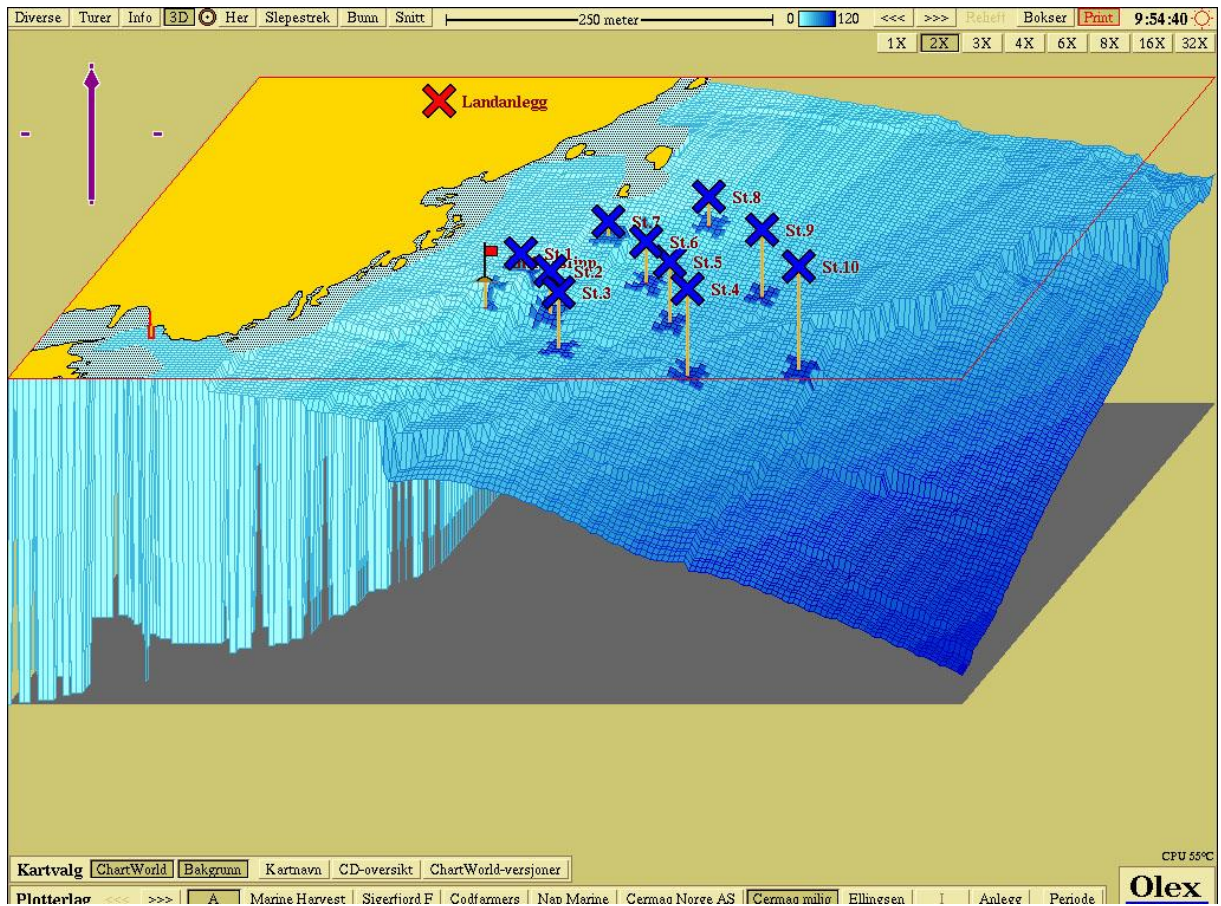 Diverse Turer Info 3D Her Slepestrek Bunn Snitt 250 meter 0 120 <<< >>> Relieff Bokser Print 9:54:40
1X 2X 3X 4X 6X 8X 16X 32X
Landanlegg
St.8
St.7
St.9
St.6
St.1
St.5
St.10
St.2
St.3
St.4
CPU 55°C
Kartvalg ChartWorld Bakgrunn Kartnavn CD-oversikt ChartWorld-versjoner
Olex
Plotterlag <<< >>> A Marine Harvest Sigerfjord F Codfarmers Nap Marine Cermaq Norge AS Cermaq miljø Ellingsen I Anlegg Periode